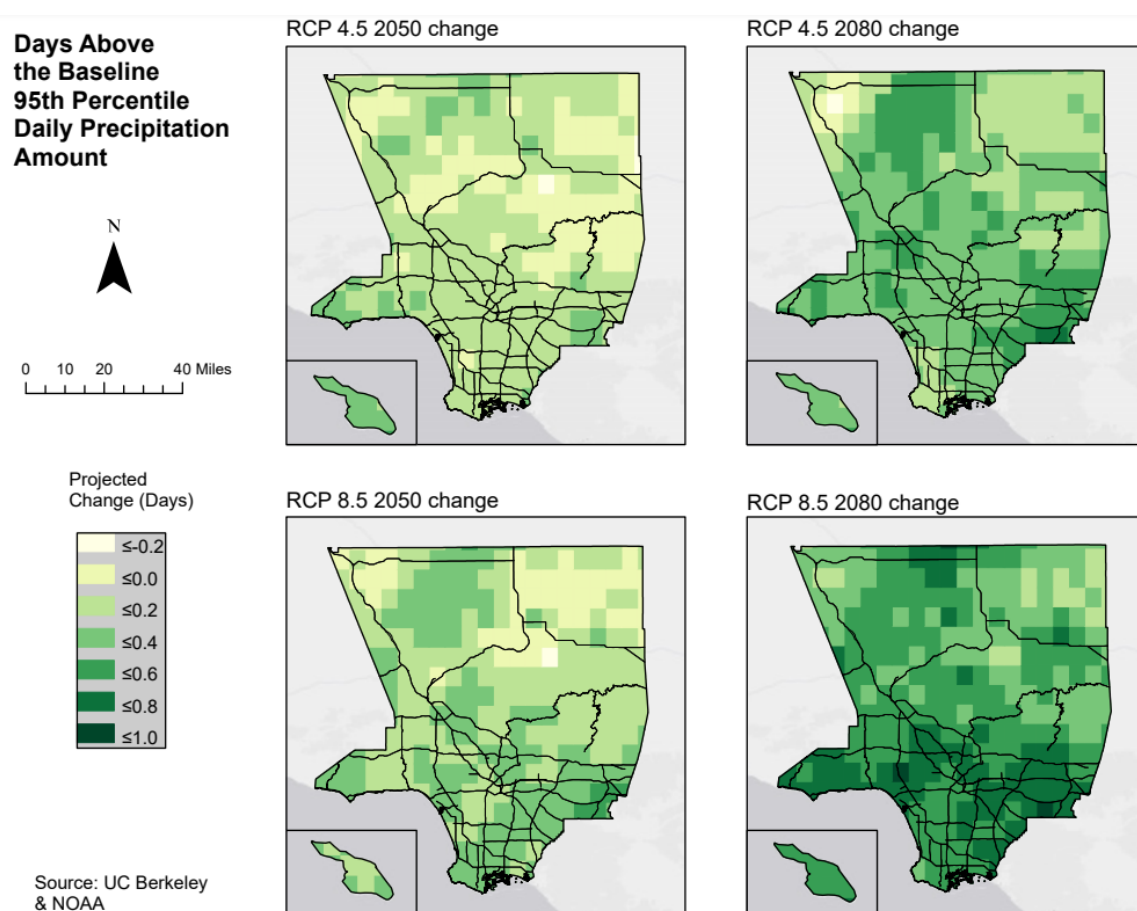 Days Above
the Baseline
95th Percentile
Daily Precipitation
Amount
N
0 10 20 40 Miles
Projected
Change (Days)
≤-0.2
≤0.0
≤0.2
≤0.4
≤0.6
≤0.8
≤1.0
Source: UC Berkeley
& NOAA
RCP 4.5 2050 change
RCP 4.5 2080 change
RCP 8.5 2050 change
RCP 8.5 2080 change